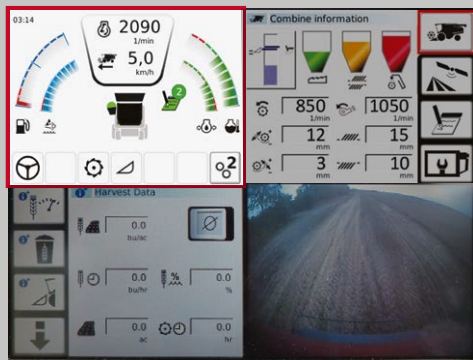 03:14
2090
1/min
5,0
km/h
2
2
Combine information
850
1/min
1050
1/min
12
mm
15
mm
3
mm
10
mm
Harvest Data
0.0
bu/ac
0.0
bu/hr
0.0
%
0.0
ac
0.0
hr